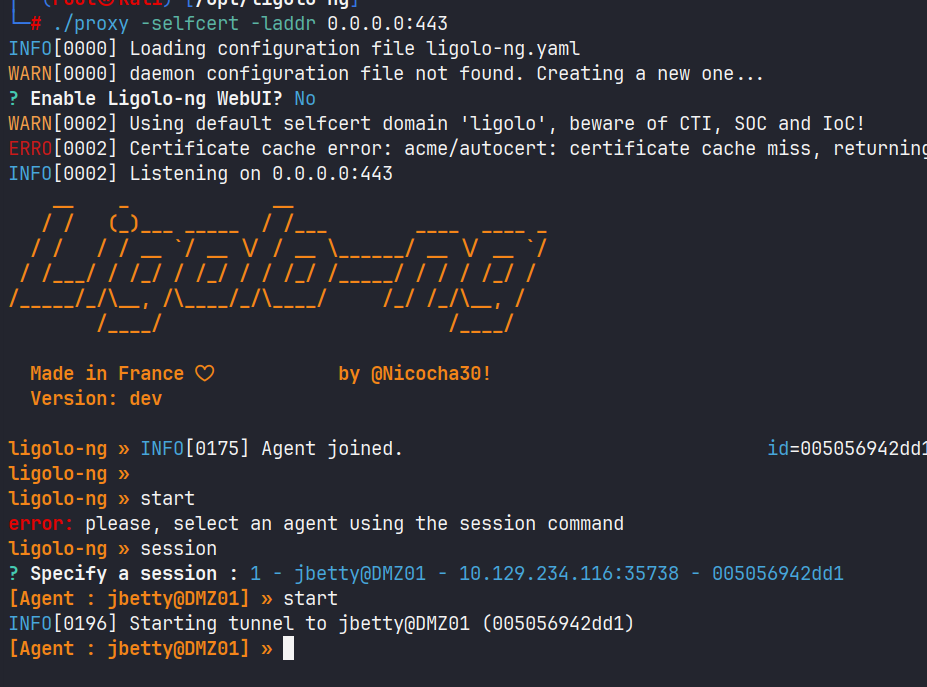 (root㉿kali) [/opt/ligolo-ng]
└─# ./proxy -selfcert -laddr 0.0.0.0:443
INFO[0000] Loading configuration file ligolo-ng.yaml
WARN[0000] daemon configuration file not found. Creating a new one...
? Enable Ligolo-ng WebUI? No
WARN[0002] Using default selfcert domain 'ligolo', beware of CTI, SOC and IoC!
ERRO[0002] Certificate cache error: acme/autocert: certificate cache miss, returning
INFO[0002] Listening on 0.0.0.0:443
Ligolo-ng
Made in France ♡ by @Nicocha30!
Version: dev
ligolo-ng » INFO[0175] Agent joined. id=005056942dd1
ligolo-ng »
ligolo-ng » start
error: please, select an agent using the session command
ligolo-ng » session
? Specify a session : 1 - jbetty@DMZ01 - 10.129.234.116:35738 - 005056942dd1
[Agent : jbetty@DMZ01] » start
INFO[0196] Starting tunnel to jbetty@DMZ01 (005056942dd1)
[Agent : jbetty@DMZ01] »